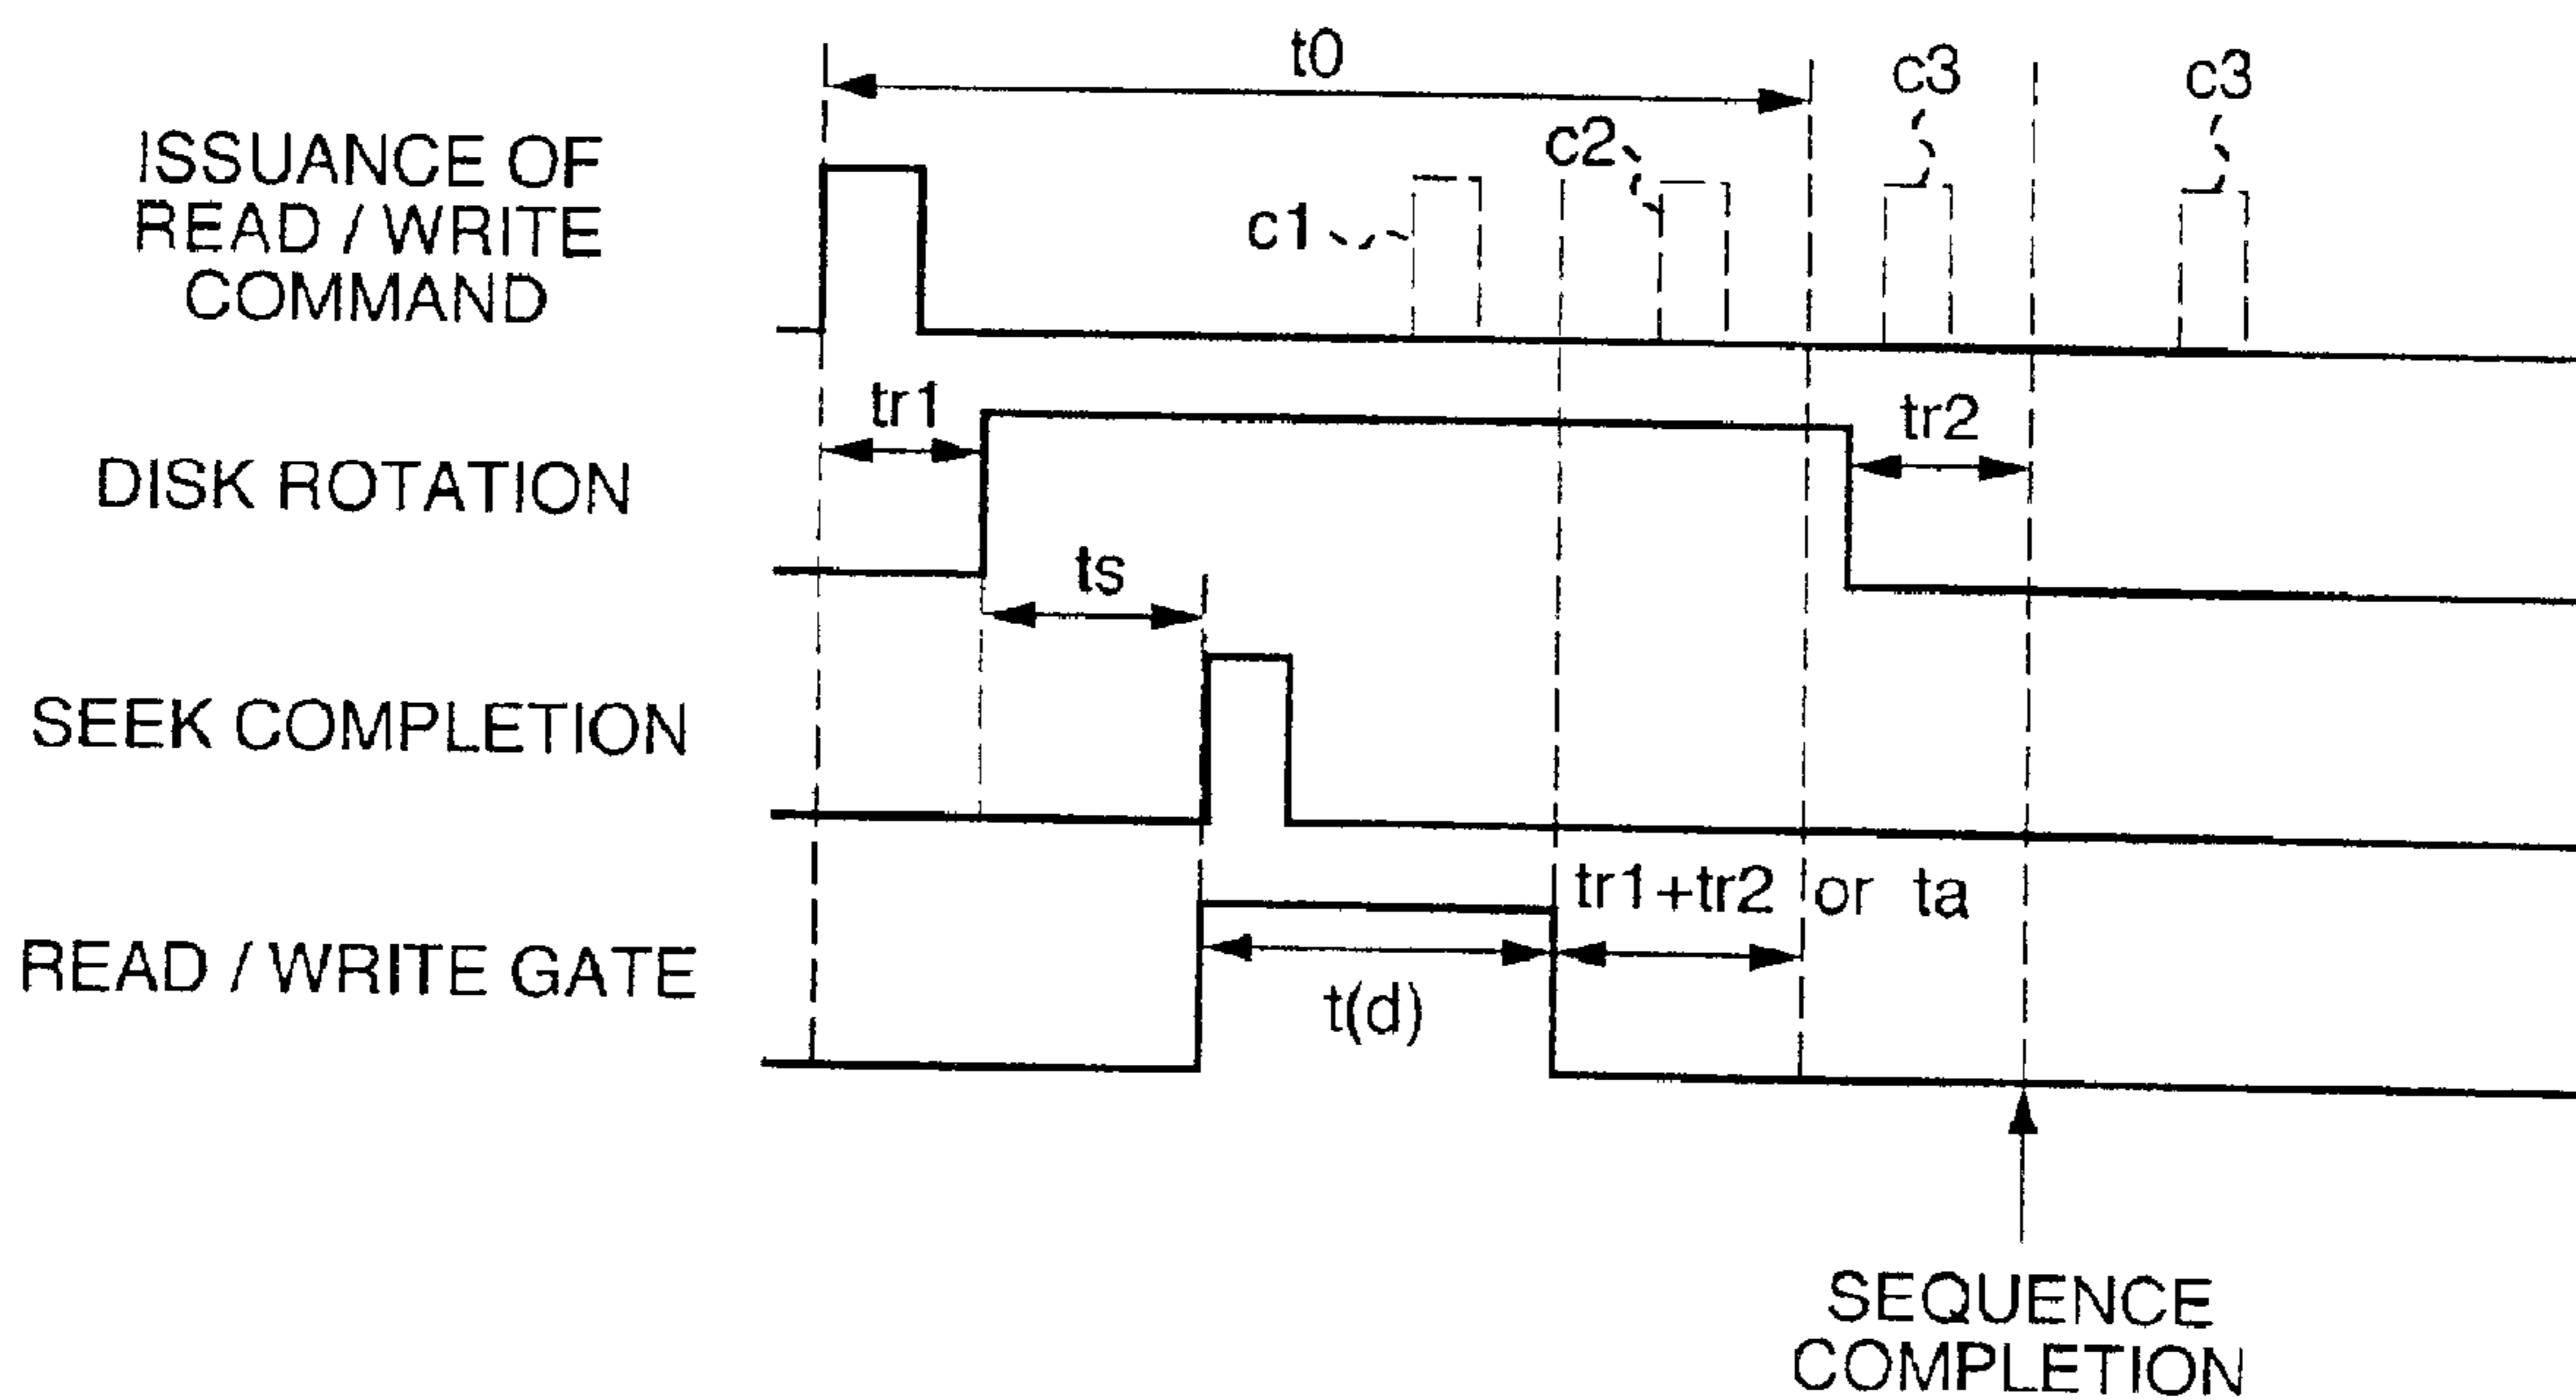 t0
c3
c3
c2
c1
ISSUANCE OF
READ / WRITE
COMMAND
tr1
tr2
DISK ROTATION
ts
SEEK COMPLETION
tr1+tr2 or ta
READ / WRITE GATE
t(d)
SEQUENCE
COMPLETION